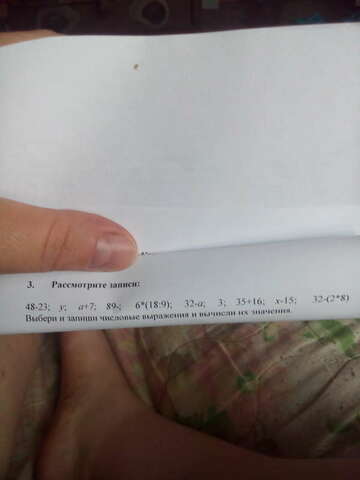 3. Рассмотрите записи:
48-23; y; a+7; 89-; 6*(18:9); 32-a; 3; 35+16; x-15; 32-(2*8)
Выбери и запиши числовые выражения и вычисли их значения.